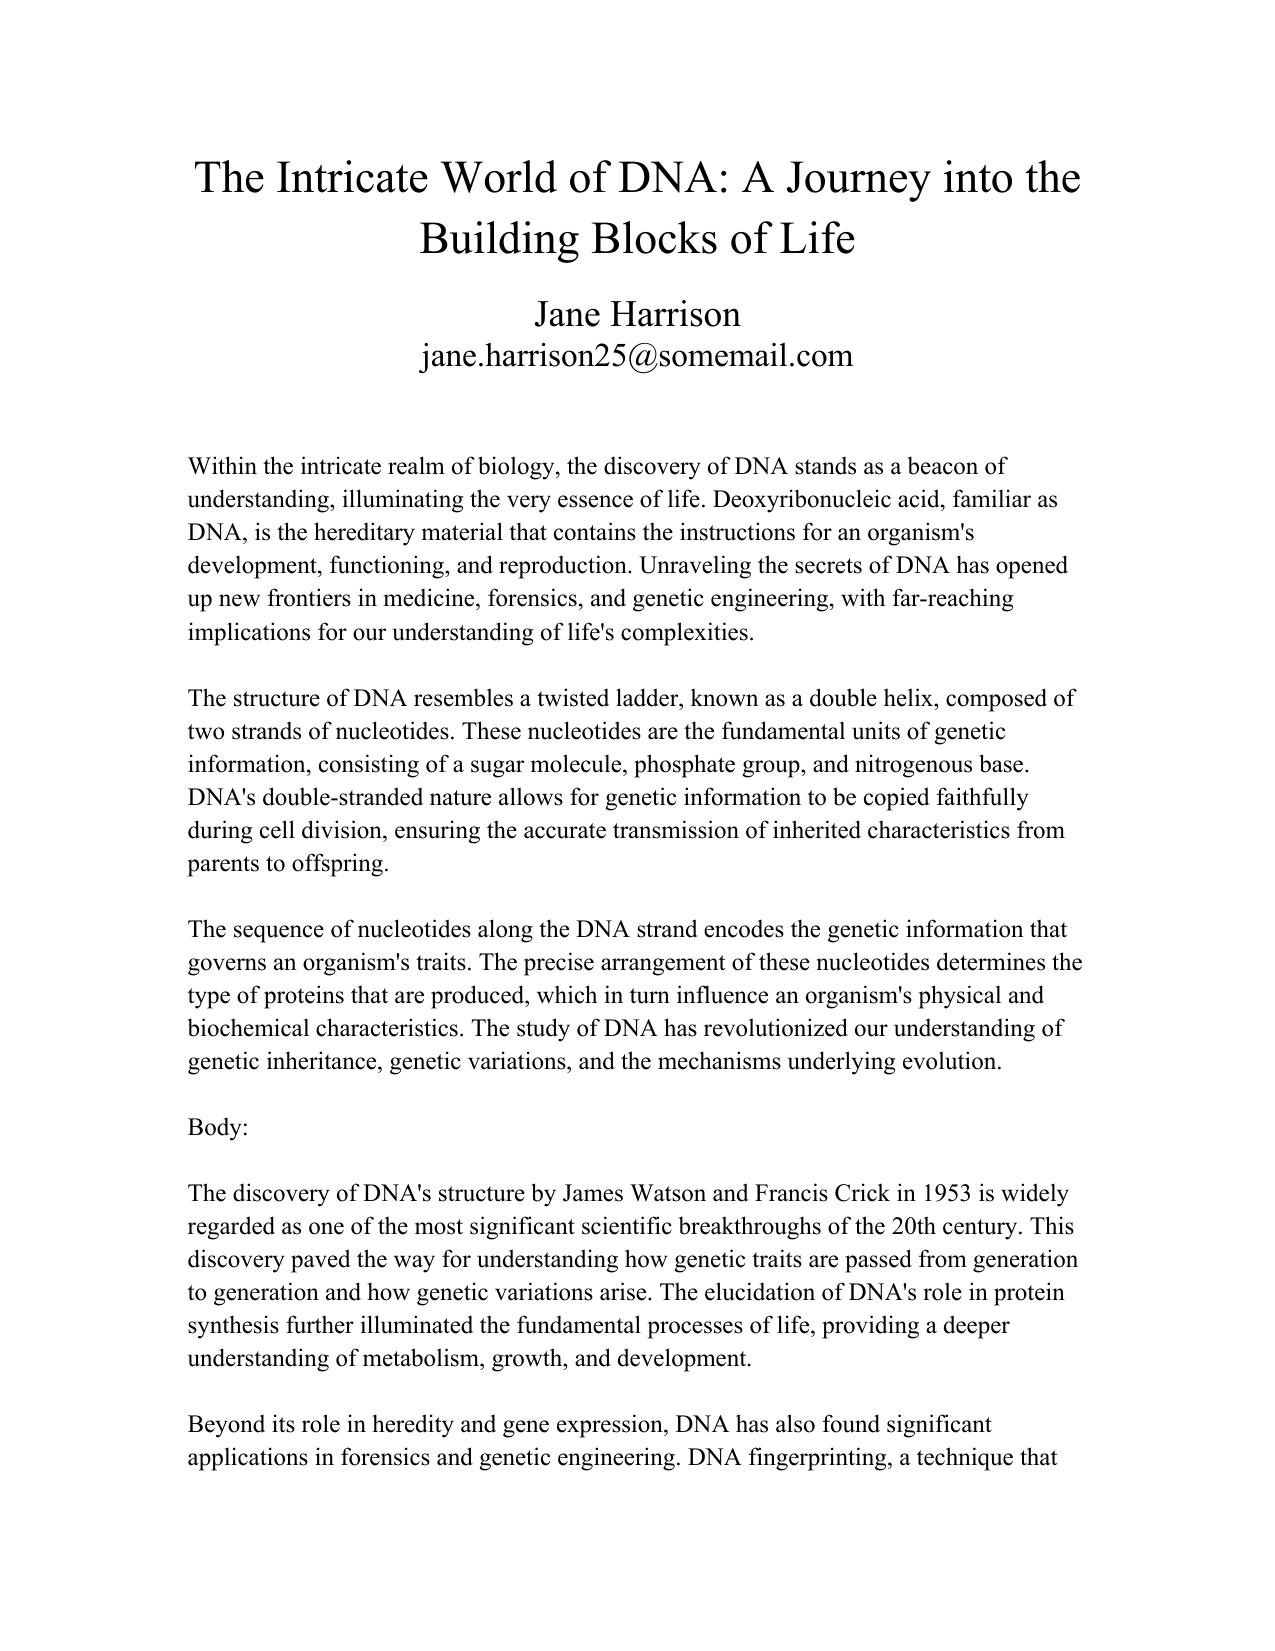 The Intricate World of DNA: A Journey into the
Building Blocks of Life
Jane Harrison
jane.harrison25@somemail.com
Within the intricate realm of biology, the discovery of DNA stands as a beacon of
understanding, illuminating the very essence of life. Deoxyribonucleic acid, familiar as
DNA, is the hereditary material that contains the instructions for an organism's
development, functioning, and reproduction. Unraveling the secrets of DNA has opened
up new frontiers in medicine, forensics, and genetic engineering, with far-reaching
implications for our understanding of life's complexities.
The structure of DNA resembles a twisted ladder, known as a double helix, composed of
two strands of nucleotides. These nucleotides are the fundamental units of genetic
information, consisting of a sugar molecule, phosphate group, and nitrogenous base.
DNA's double-stranded nature allows for genetic information to be copied faithfully
during cell division, ensuring the accurate transmission of inherited characteristics from
parents to offspring.
The sequence of nucleotides along the DNA strand encodes the genetic information that
governs an organism's traits. The precise arrangement of these nucleotides determines the
type of proteins that are produced, which in turn influence an organism's physical and
biochemical characteristics. The study of DNA has revolutionized our understanding of
genetic inheritance, genetic variations, and the mechanisms underlying evolution.
Body:
The discovery of DNA's structure by James Watson and Francis Crick in 1953 is widely
regarded as one of the most significant scientific breakthroughs of the 20th century. This
discovery paved the way for understanding how genetic traits are passed from generation
to generation and how genetic variations arise. The elucidation of DNA's role in protein
synthesis further illuminated the fundamental processes of life, providing a deeper
understanding of metabolism, growth, and development.
Beyond its role in heredity and gene expression, DNA has also found significant
applications in forensics and genetic engineering. DNA fingerprinting, a technique that